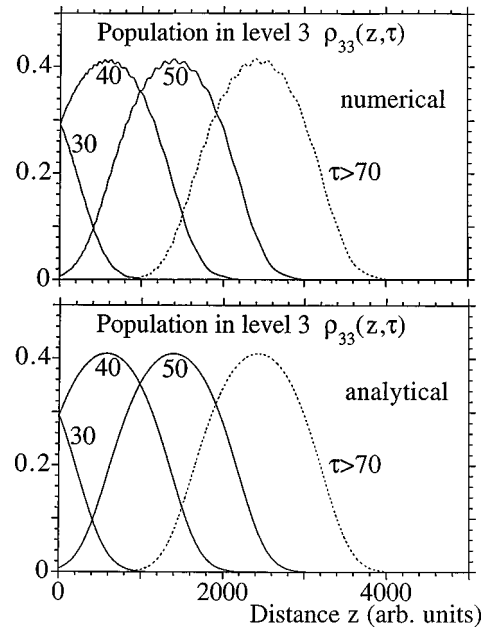 Population in level 3 ρ33(z,τ)
0.4
40
50
numerical
30
0.2
τ>70
0
Population in level 3 ρ33(z,τ)
0.4
40
50
analytical
30
0.2
τ>70
0
0 2000 4000
Distance z (arb. units)